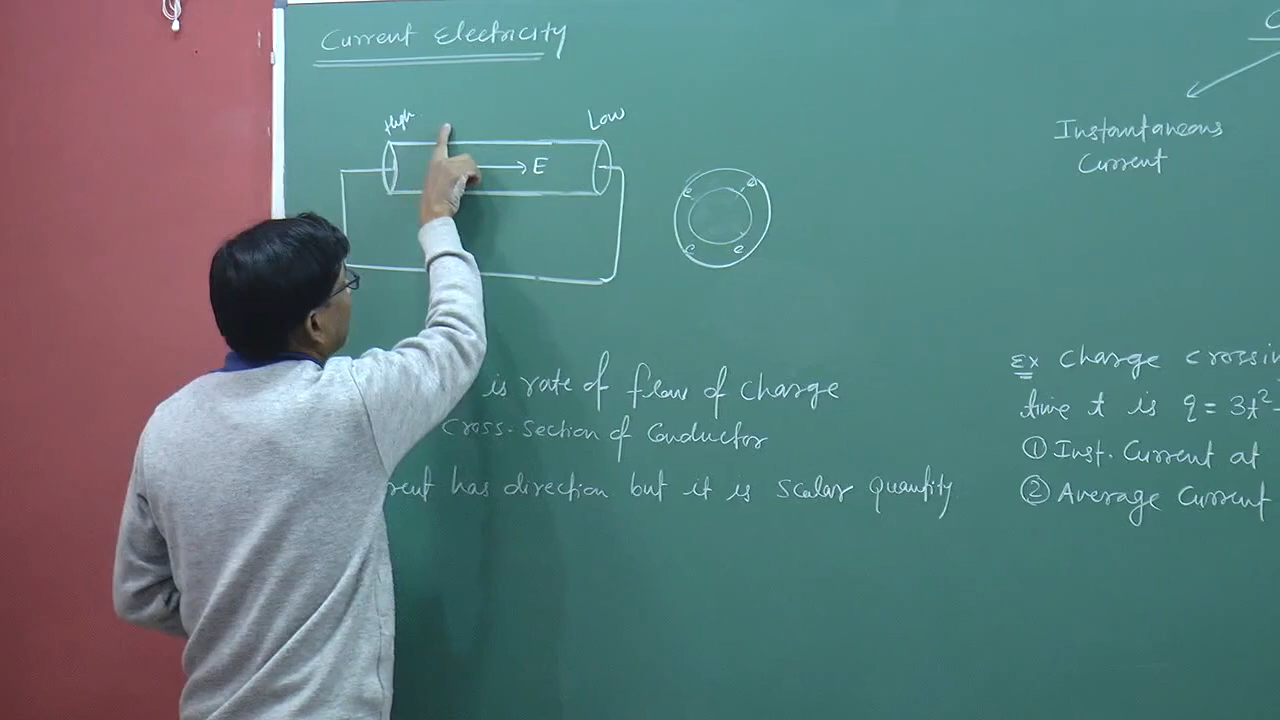 Current Electricity
High
Low
E
e e
e e
is rate of flow of charge
Cross-Section of Conductor
rent has direction but it is scalar Quantity
C
Instantaneous
Current
Ex Charge crossin
time t is q = 3t²-
① Inst. Current at
② Average Current